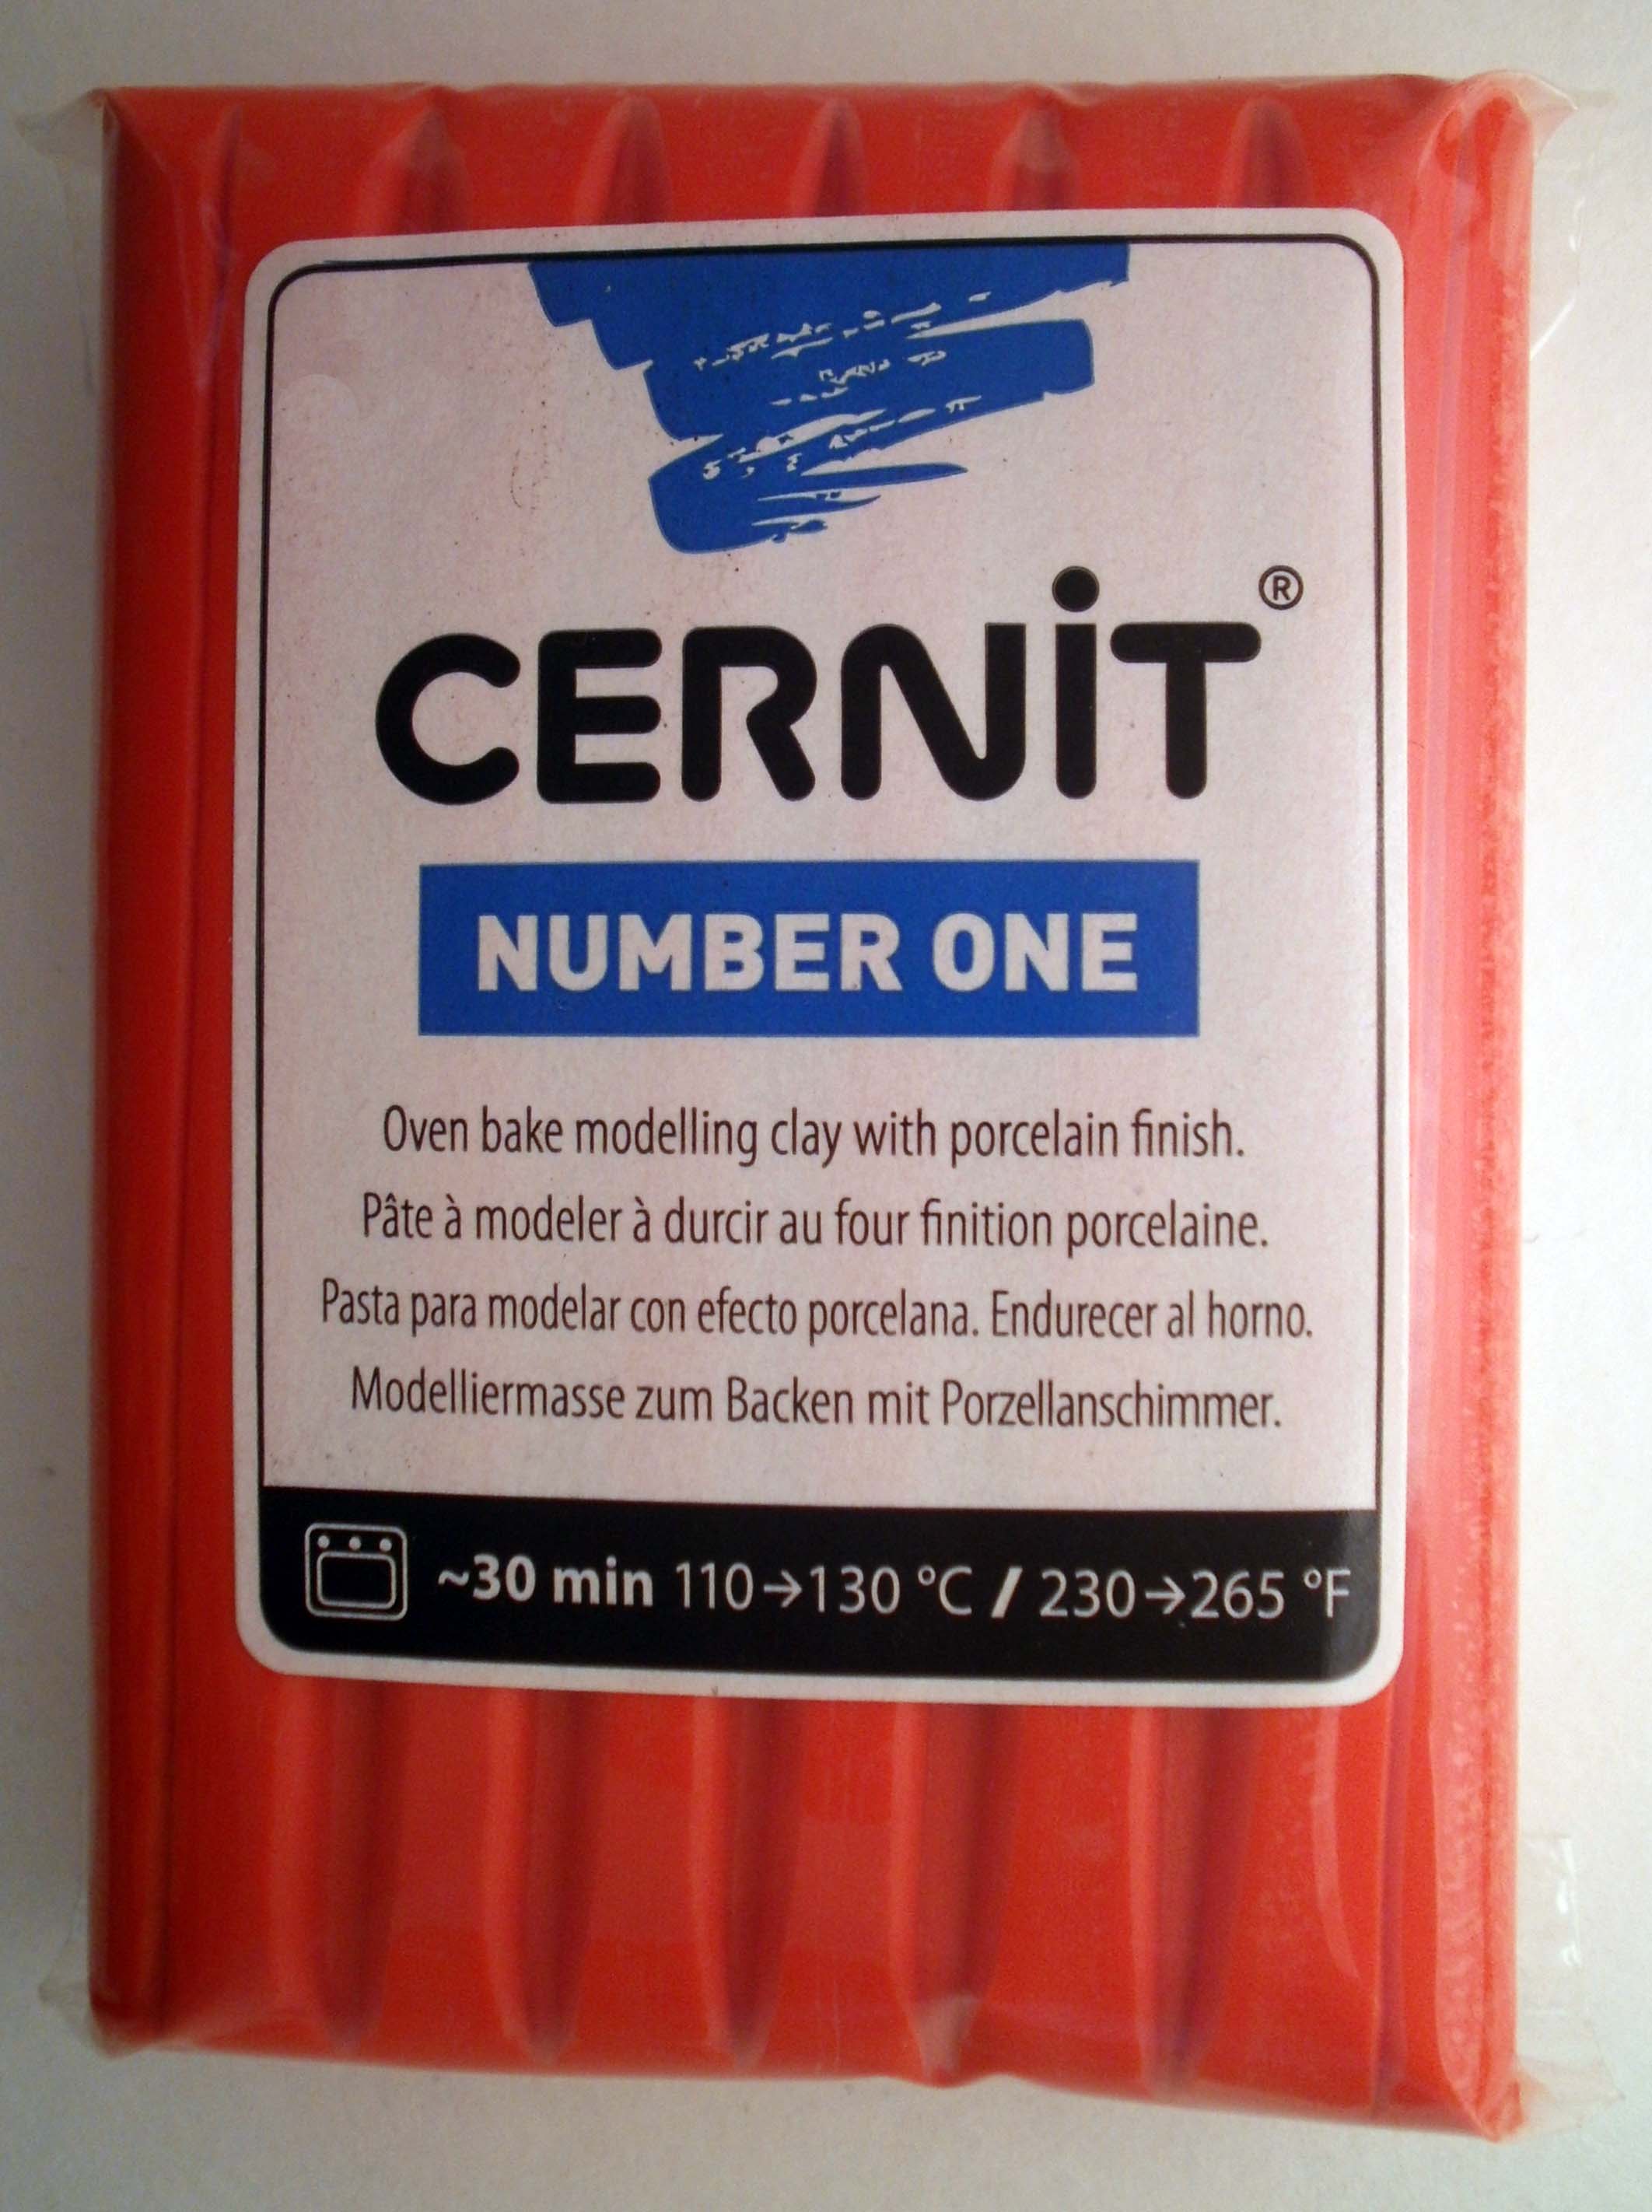 CERNiT®
NUMBER ONE
Oven bake modelling clay with porcelain finish.
Pâte à modeler à durcir au four finition porcelaine.
Pasta para modelar con efecto porcelana. Endurecer al horno.
Modelliermasse zum Backen mit Porzellanschimmer.
~30 min 110→130 °C / 230→265 °F